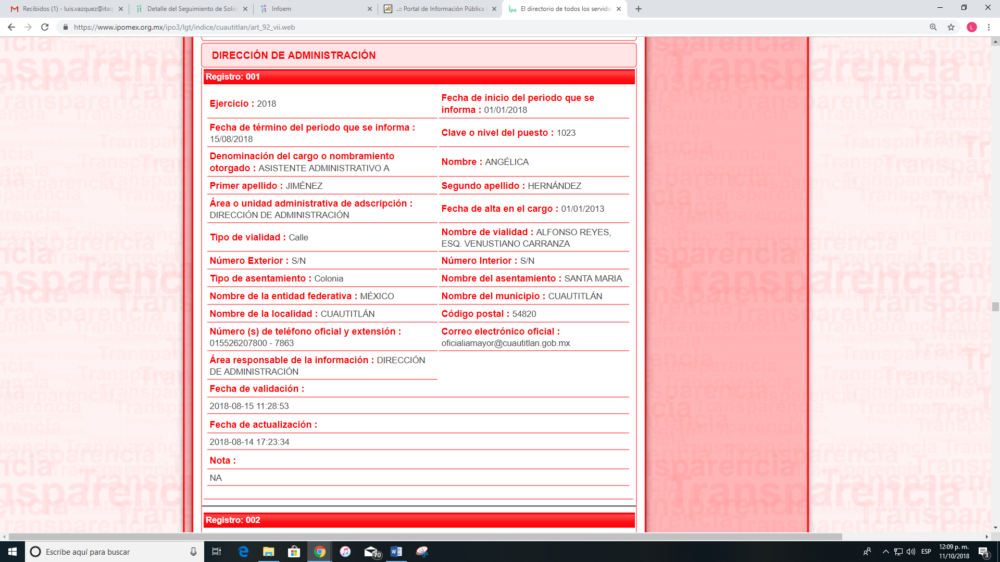 Recibidos (1) - luis.vazquez@itaip
Detalle del Seguimiento de Solici
Infoem
..:: Portal de Información Pública
El directorio de todos los servido
https://www.ipomex.org.mx/ipo3/lgt/indice/cuautitlan/art_92_vii.web
L
DIRECCIÓN DE ADMINISTRACIÓN
Registro: 001
Ejercicio : 2018
Fecha de inicio del periodo que se
informa : 01/01/2018
Fecha de término del periodo que se informa :
15/08/2018
Clave o nivel del puesto : 1023
Denominación del cargo o nombramiento
otorgado : ASISTENTE ADMINISTRATIVO A
Nombre : ANGÉLICA
Primer apellido : JIMÉNEZ
Segundo apellido : HERNÁNDEZ
Área o unidad administrativa de adscripción :
DIRECCIÓN DE ADMINISTRACIÓN
Fecha de alta en el cargo : 01/01/2013
Tipo de vialidad : Calle
Nombre de vialidad : ALFONSO REYES,
ESQ. VENUSTIANO CARRANZA
Número Exterior : S/N
Número Interior : S/N
Tipo de asentamiento : Colonia
Nombre del asentamiento : SANTA MARIA
Nombre de la entidad federativa : MÉXICO
Nombre del municipio : CUAUTITLÁN
Nombre de la localidad : CUAUTITLÁN
Código postal : 54820
Número (s) de teléfono oficial y extensión :
015526207800 - 7863
Correo electrónico oficial :
oficialiamayor@cuautitlan.gob.mx
Área responsable de la información : DIRECCIÓN
DE ADMINISTRACIÓN
Fecha de validación :
2018-08-15 11:28:53
Fecha de actualización :
2018-08-14 17:23:34
Nota :
NA
Registro: 002
Transparencia
Escribe aquí para buscar
70
ESP
12:09 p. m.
11/10/2018
3